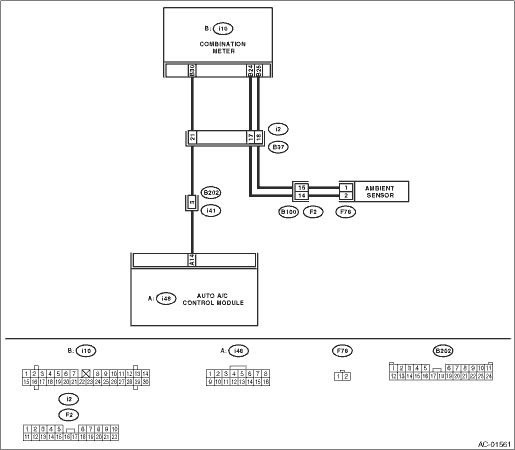 B: i10
COMBINATION
METER
B30
B24
B25
21
17
18
i2
B37
3
B202
i41
15
14
B100
F2
1
2
F76
AMBIENT
SENSOR
A14
A: i48
AUTO A/C
CONTROL MODULE
B: i10
1 2 3 4 5 6 7 8 9 10 11 12 13 14
15 16 17 18 19 20 21 22 23 24 25 26 27 28 29 30
A: i48
1 2 3 4 5 6 7 8
9 10 11 12 13 14 15 16
F76
1 2
B202
1 2 3 4 5 6 7 8 9 10 11
12 13 14 15 16 17 18 19 20 21 22 23 24
i2
F2
1 2 3 4 5 6 7 8 9 10
11 12 13 14 15 16 17 18 19 20 21 22 23
AC-01561